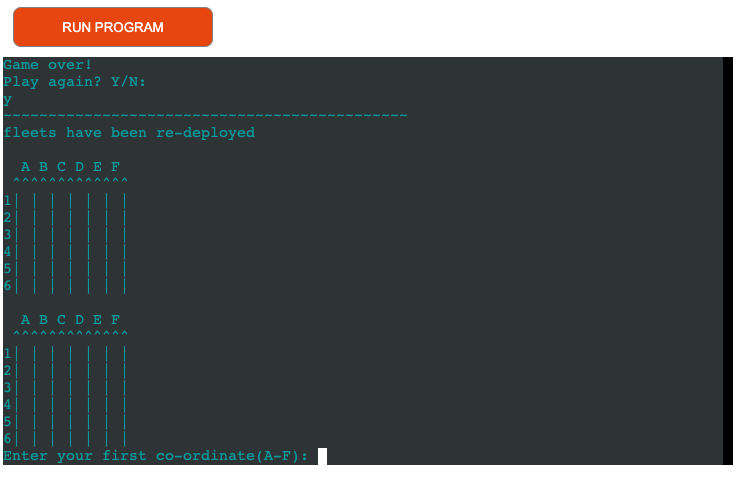 RUN PROGRAM
Game over!
Play again? Y/N:
y
~~~~~~~~~~~~~~~~~~~~~~~~~~~~~~~~~~~~~~~~~~~~~
fleets have been re-deployed
  A B C D E F
 ^^^^^^^^^^^^^
1| | | | | | |
2| | | | | | |
3| | | | | | |
4| | | | | | |
5| | | | | | |
6| | | | | | |
  A B C D E F
 ^^^^^^^^^^^^^
1| | | | | | |
2| | | | | | |
3| | | | | | |
4| | | | | | |
5| | | | | | |
6| | | | | | |
Enter your first co-ordinate(A-F):